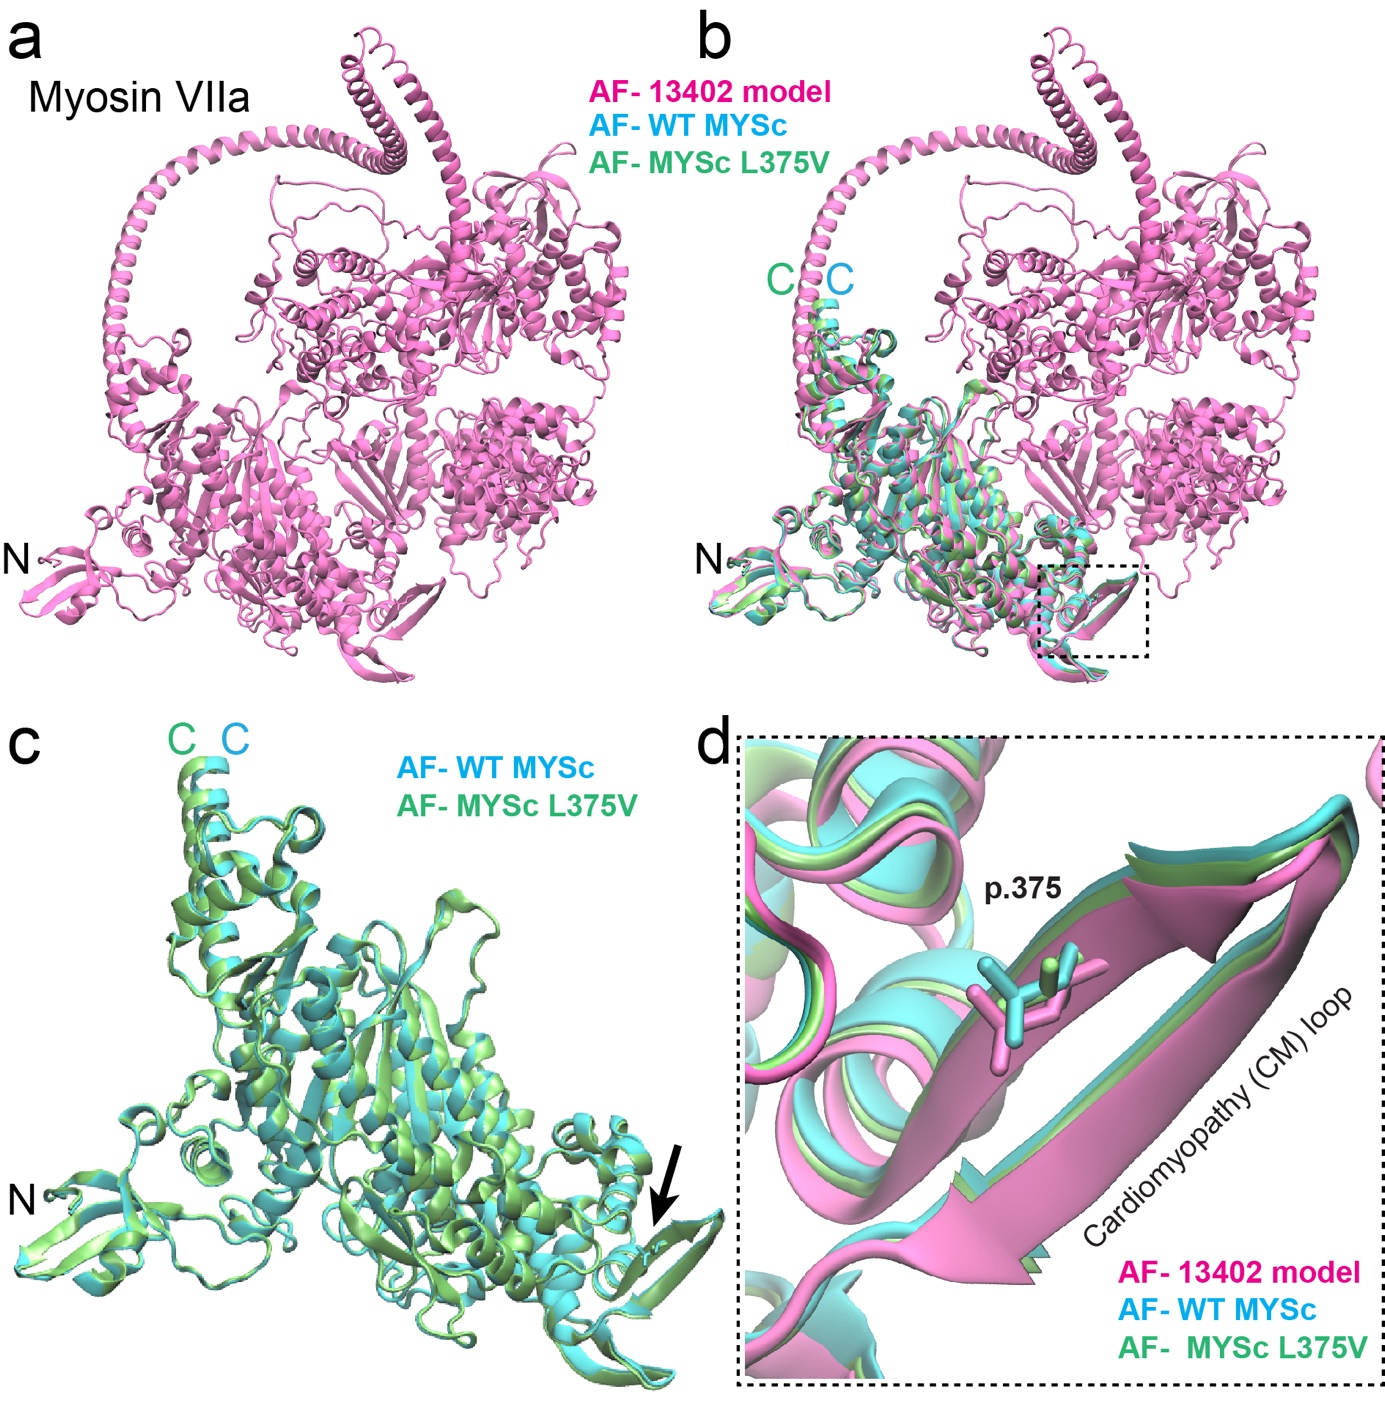 a
Myosin VIIa
b
AF- 13402 model
AF- WT MYSc
AF- MYSc L375V
C C
N
N
c
C C
AF- WT MYSc
AF- MYSc L375V
N
d
p.375
Cardiomyopathy (CM) loop
AF- 13402 model
AF- WT MYSc
AF- MYSc L375V